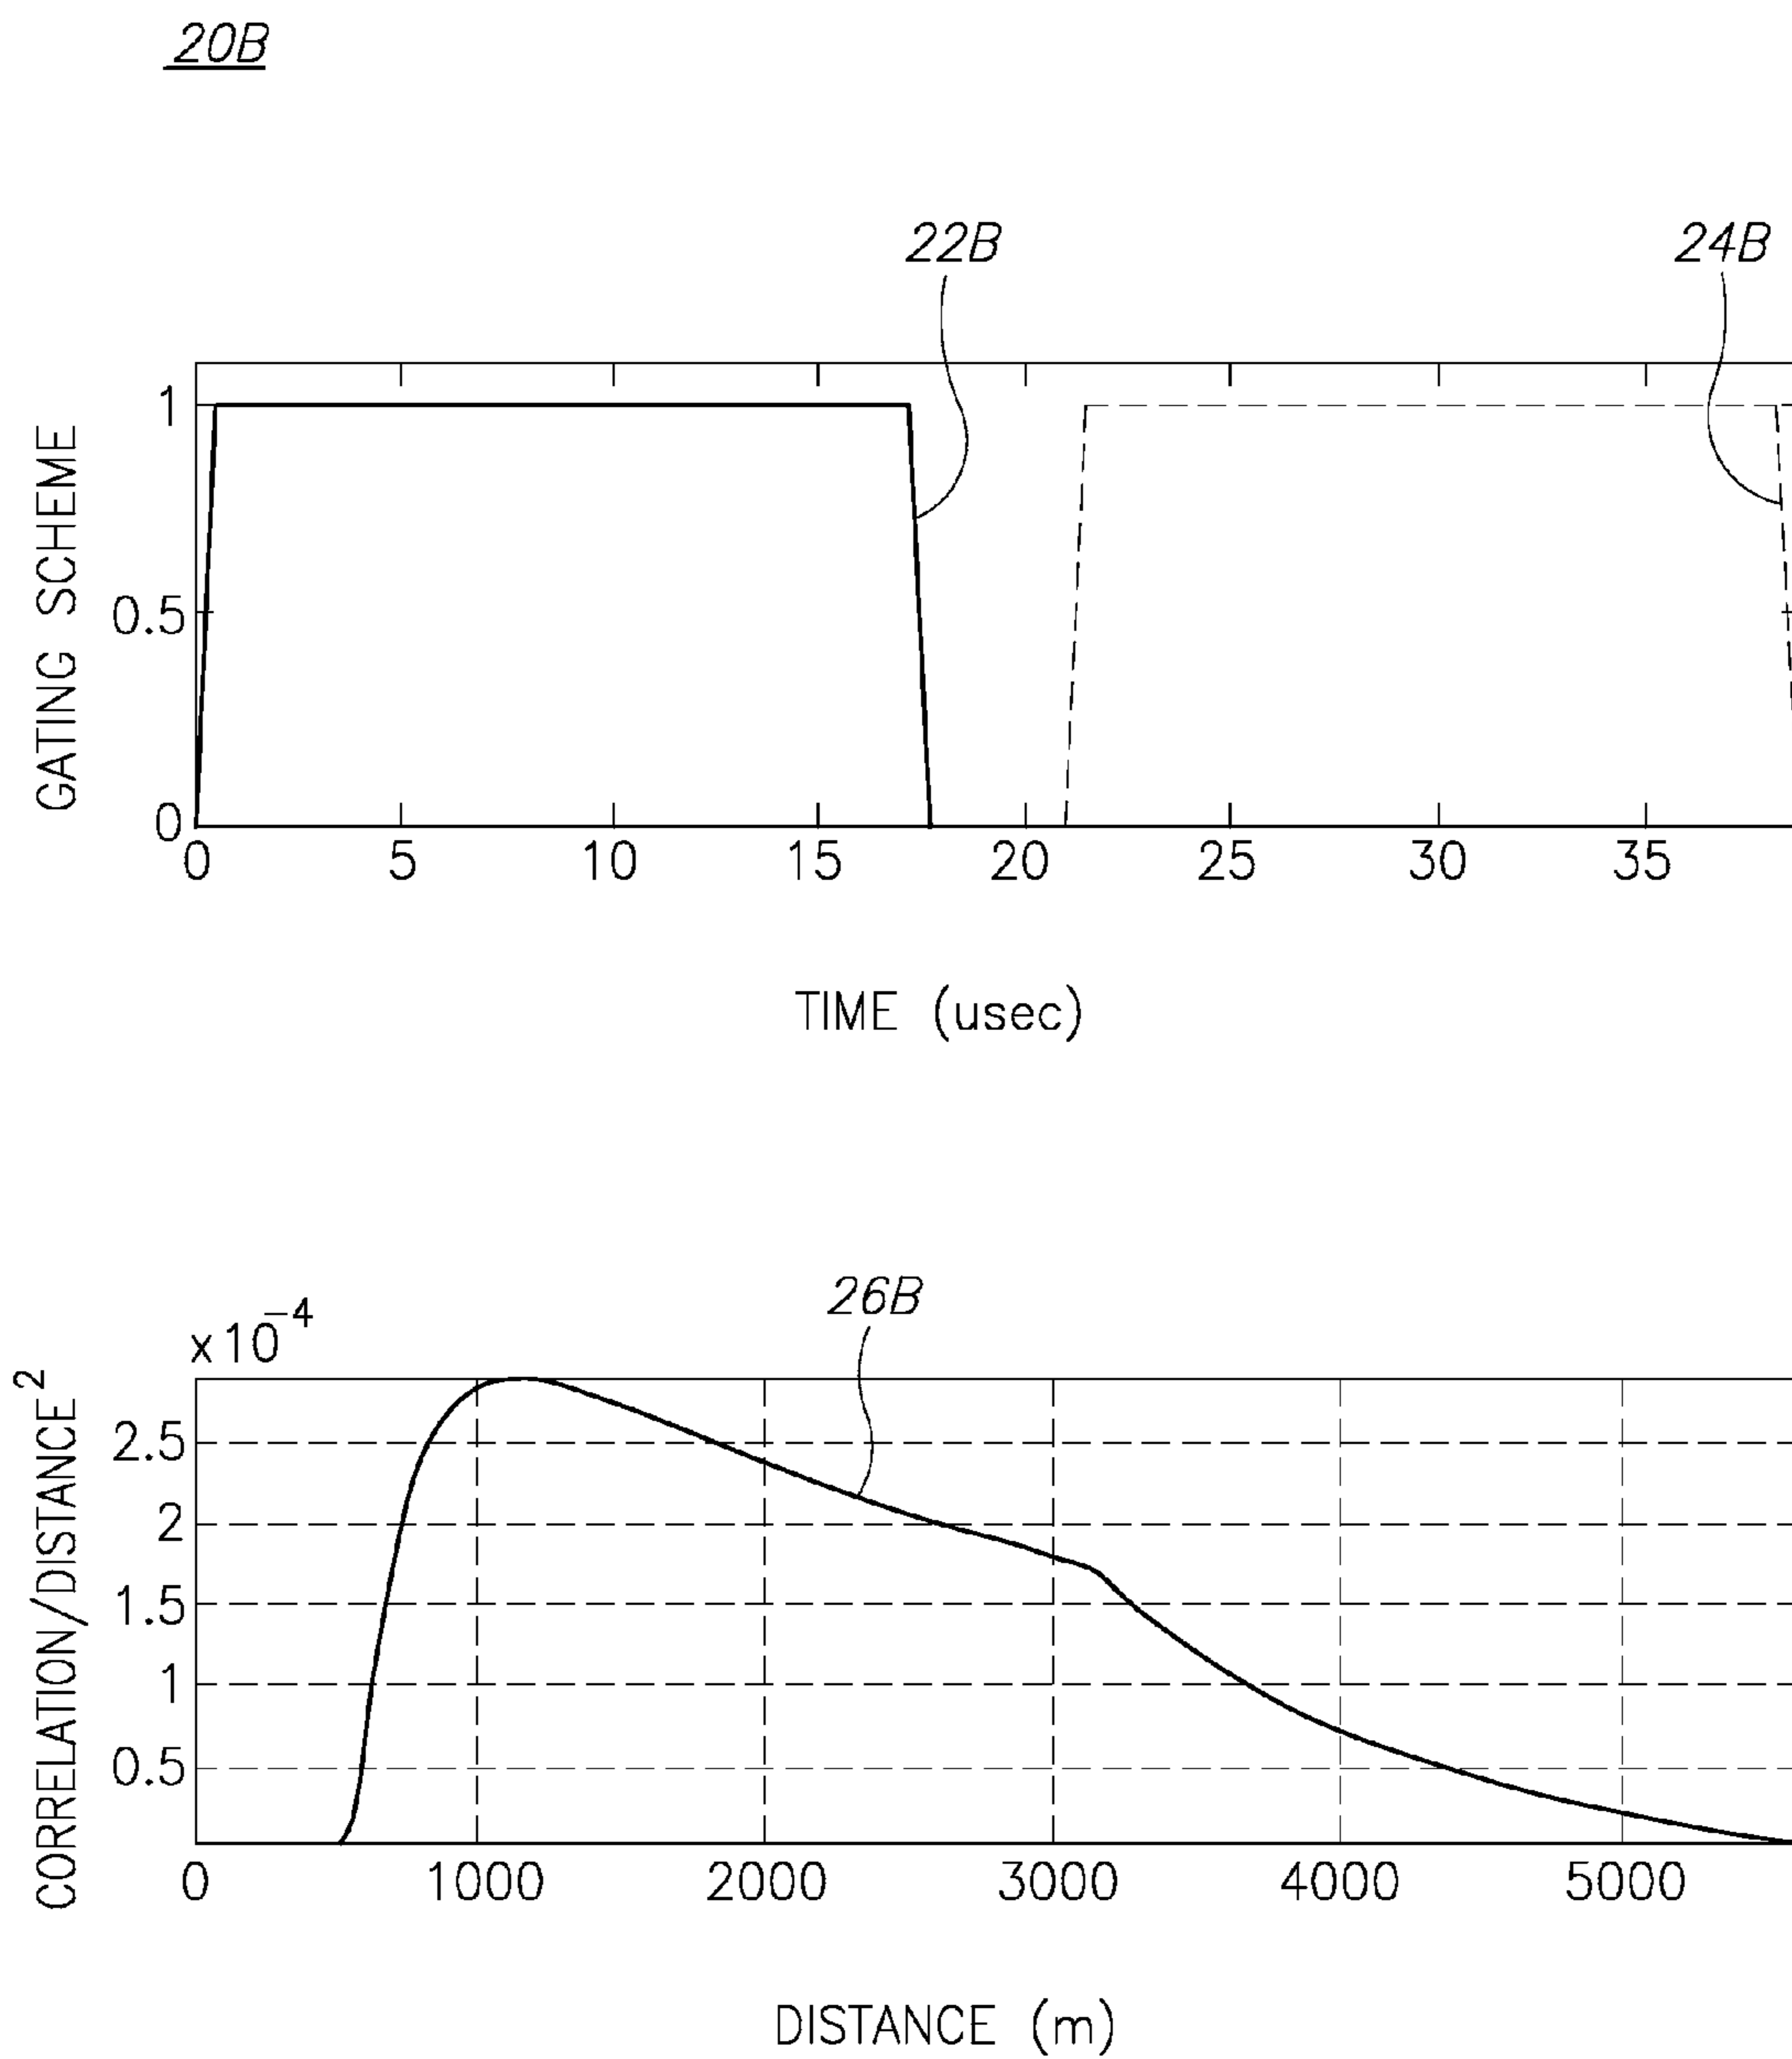 20B
22B
24B
GATING SCHEME
1
0.5
0
0 5 10 15 20 25 30 35
TIME (usec)
26B
x10^-4
CORRELATION/DISTANCE^2
2.5
2
1.5
1
0.5
0 1000 2000 3000 4000 5000
DISTANCE (m)